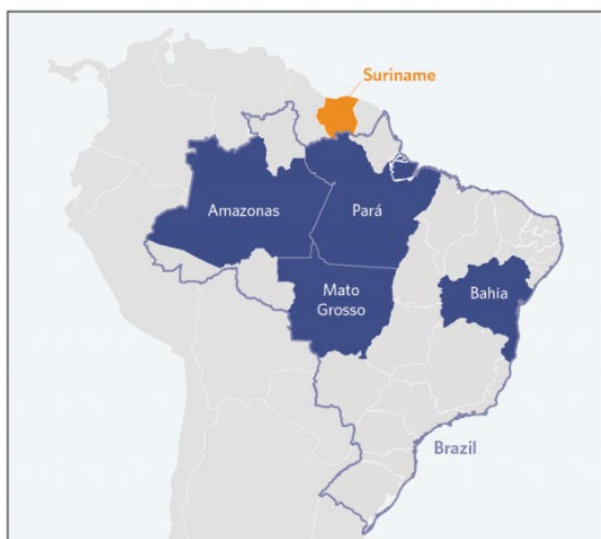 Suriname
Amazonas
Pará
Mato
Grosso
Bahia
Brazil